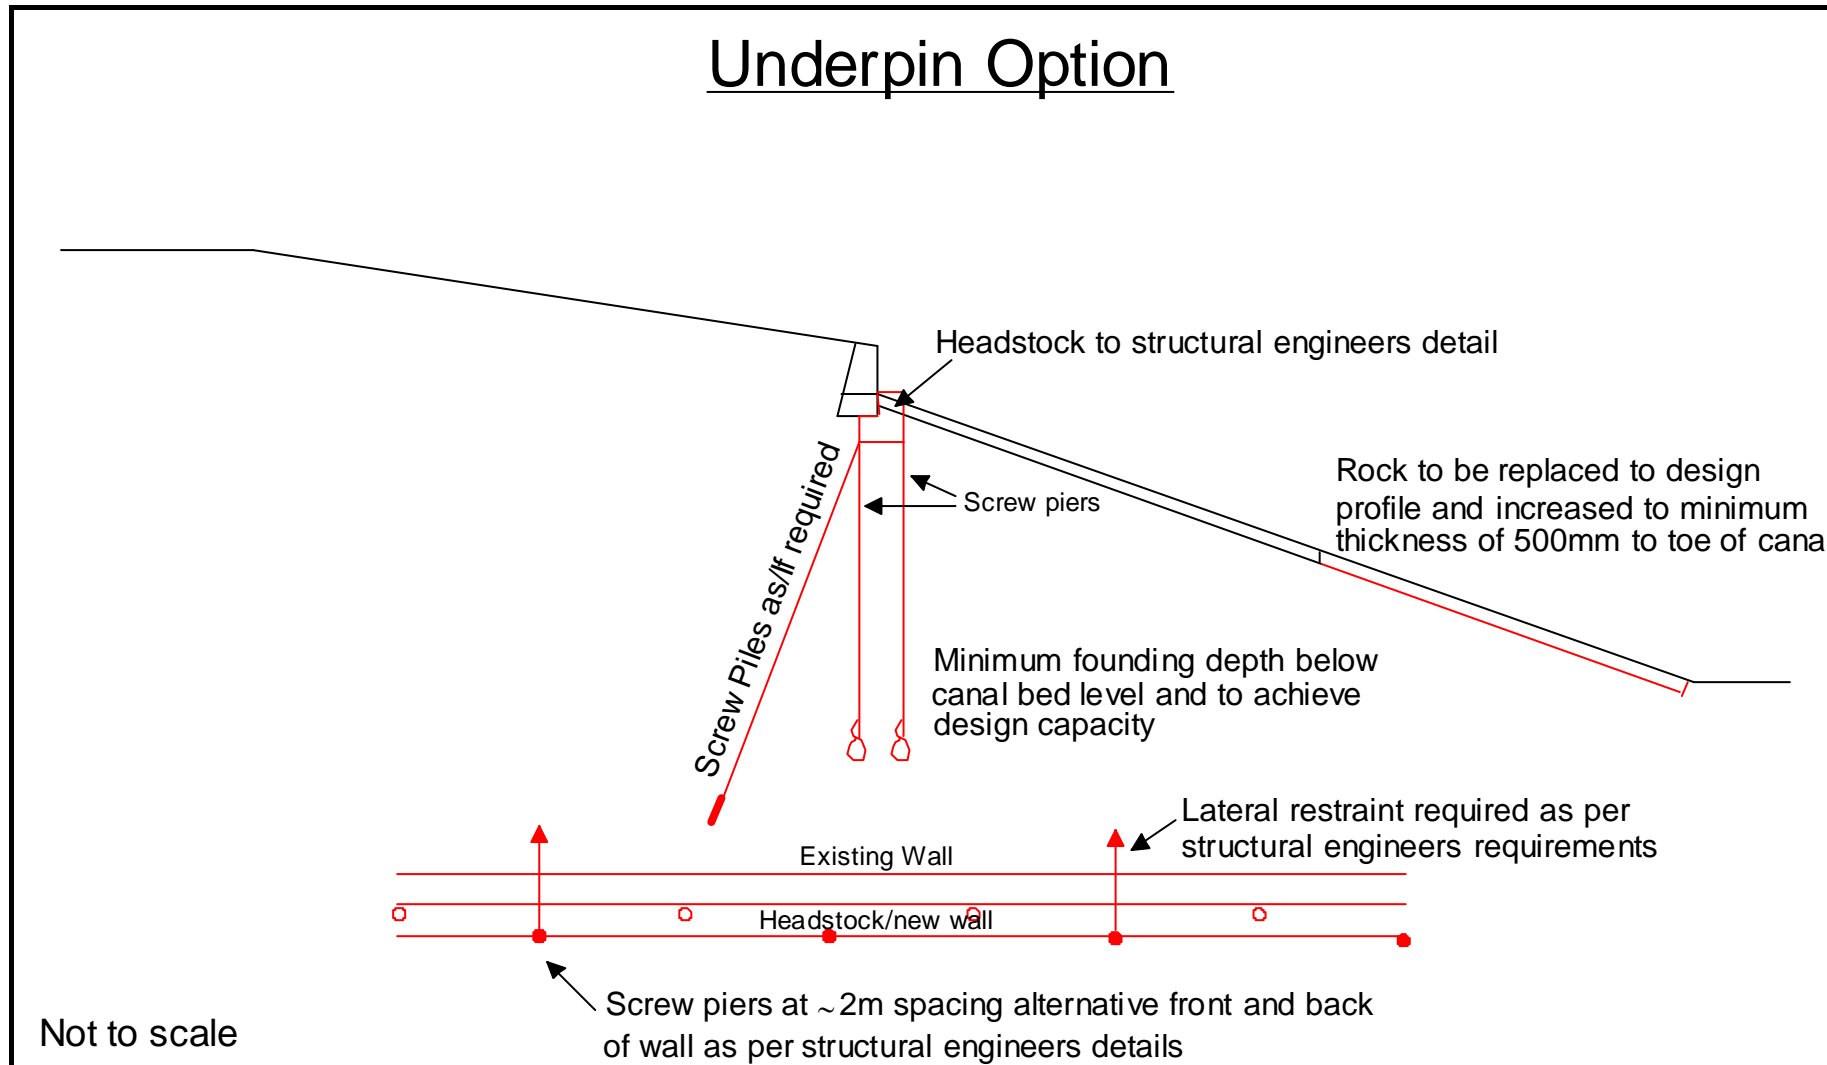 Underpin Option
Headstock to structural engineers detail
Rock to be replaced to design
profile and increased to minimum
thickness of 500mm to toe of cana
Screw piers
Screw Piles as/If required
Minimum founding depth below
canal bed level and to achieve
design capacity
Lateral restraint required as per
structural engineers requirements
Existing Wall
Headstock/new wall
Screw piers at ~2m spacing alternative front and back
of wall as per structural engineers details
Not to scale